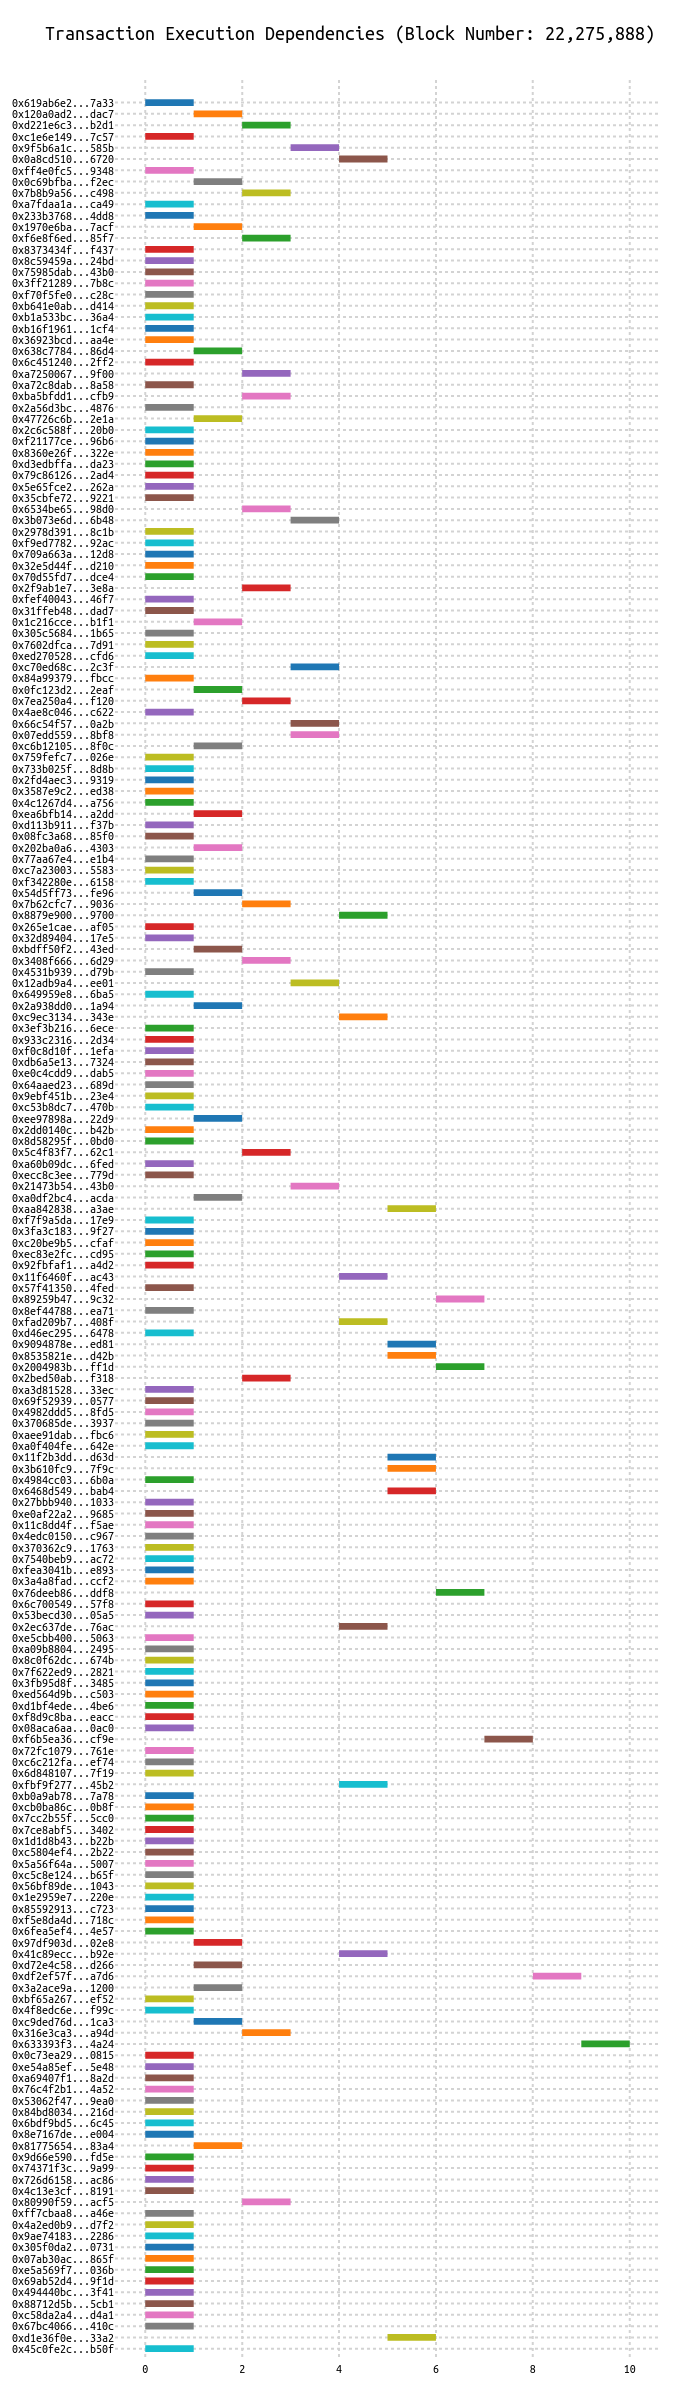 Transaction Execution Dependencies (Block Number: 22,275,888)
0x619ab6e2...7a33
0x120a0ad2...dac7
0xd221e6c3...b2d1
0xc1e6e149...7c57
0x9f5b6a1c...585b
0x0a8cd510...6720
0xff4e0fc5...9348
0x0c69bfba...f2ec
0x7b8b9a56...c498
0xa7fdaa1a...ca49
0x233b3768...4dd8
0x1970e6ba...7acf
0xf6e8f6ed...85f7
0x8373434f...f437
0x8c59459a...24bd
0x75985dab...43b0
0x3ff21289...7b8c
0xf70f5fe0...c28c
0xb641e0ab...d414
0xb1a533bc...36a4
0xb16f1961...1cf4
0x36923bcd...aa4e
0x638c7784...86d4
0x6c451240...2ff2
0xa7250067...9f00
0xa72c8dab...8a58
0xba5bfdd1...cfb9
0x2a56d3bc...4876
0x47726c6b...2e1a
0x2c6c588f...20b0
0xf21177ce...96b6
0x8360e26f...322e
0xd3edbffa...da23
0x79c86126...2ad4
0x5e65fce2...262a
0x35cbfe72...9221
0x6534be65...98d0
0x3b073e6d...6b48
0x2978d391...8c1b
0xf9ed7782...92ac
0x709a663a...12d8
0x32e5d44f...d210
0x70d55fd7...dce4
0x2f9ab1e7...3e8a
0xfef40043...46f7
0x31ffeb48...dad7
0x1c216cce...b1f1
0x305c5684...1b65
0x7602dfca...7d91
0xed270528...cfd6
0xc70ed68c...2c3f
0x84a99379...fbcc
0x0fc123d2...2eaf
0x7ea250a4...f120
0x4ae8c046...c622
0x66c54f57...0a2b
0x07edd559...8bf8
0xc6b12105...8f0c
0x759fefc7...026e
0x733b025f...8d8b
0x2fd4aec3...9319
0x3587e9c2...ed38
0x4c1267d4...a756
0xea6bfb14...a2dd
0xd113b911...f37b
0x08fc3a68...85f0
0x202ba0a6...4303
0x77aa67e4...e1b4
0xc7a23003...5583
0xf342280e...6158
0x54d5ff73...fe96
0x7b62cfc7...9036
0x8879e900...9700
0x265e1cae...af05
0x32d89404...17e5
0xbdff50f2...43ed
0x3408f666...6d29
0x4531b939...d79b
0x12adb9a4...ee01
0x649959e8...6ba5
0x2a938dd0...1a94
0xc9ec3134...343e
0x3ef3b216...6ece
0x933c2316...2d34
0xf0c8d10f...1efa
0xdb6a5e13...7324
0xe0c4cdd9...dab5
0x64aaed23...689d
0x9ebf451b...23e4
0xc53b8dc7...470b
0xee97898a...22d9
0x2dd0140c...b42b
0x8d58295f...0bd0
0x5c4f83f7...62c1
0xa60b09dc...6fed
0xecc8c3ee...779d
0x21473b54...43b0
0xa0df2bc4...acda
0xaa842838...a3ae
0xf7f9a5da...17e9
0x3fa3c183...9f27
0xc20be9b5...cfaf
0xec83e2fc...cd95
0x92fbfaf1...a4d2
0x11f6460f...ac43
0x57f41350...4fed
0x89259b47...9c32
0x8ef44788...ea71
0xfad209b7...408f
0xd46ec295...6478
0x9094878e...ed81
0x8535821e...d42b
0x2004983b...ff1d
0x2bed50ab...f318
0xa3d81528...33ec
0x69f52939...0577
0x4982ddd5...8fd5
0x370685de...3937
0xaee91dab...fbc6
0xa0f404fe...642e
0x11f2b3dd...d63d
0x3b610fc9...7f9c
0x4984cc03...6b0a
0x6468d549...bab4
0x27bbb940...1033
0xe0af22a2...9685
0x11c8dd4f...f5ae
0x4edc0150...c967
0x370362c9...1763
0x7540beb9...ac72
0xfea3041b...e893
0x3a4a8fad...ccf2
0x76deeb86...ddf8
0x6c700549...57f8
0x53becd30...05a5
0x2ec637de...76ac
0xe5cbb400...5063
0xa09b8804...2495
0x8c0f62dc...674b
0x7f622ed9...2821
0x3fb95d8f...3485
0xed564d9b...c503
0xd1bf4ede...4be6
0xf8d9c8ba...eacc
0x08aca6aa...0ac0
0xf6b5ea36...cf9e
0x72fc1079...761e
0xc6c212fa...ef74
0x6d848107...7f19
0xfbf9f277...45b2
0xb0a9ab78...7a78
0xcb0ba86c...0b8f
0x7cc2b55f...5cc0
0x7ce8abf5...3402
0x1d1d8b43...b22b
0xc5804ef4...2b22
0x5a56f64a...5007
0xc5c8e124...b65f
0x56bf89de...1043
0x1e2959e7...220e
0x85592913...c723
0xf5e8da4d...718c
0x6fea5ef4...4e57
0x97df903d...02e8
0x41c89ecc...b92e
0xd72e4c58...d266
0xdf2ef57f...a7d6
0x3a2ace9a...1200
0xbf65a267...ef52
0x4f8edc6e...f99c
0xc9ded76d...1ca3
0x316e3ca3...a94d
0x633393f3...4a24
0x0c73ea29...0815
0xe54a85ef...5e48
0xa69407f1...8a2d
0x76c4f2b1...4a52
0x53062f47...9ea0
0x84bd8034...216d
0x6bdf9bd5...6c45
0x8e7167de...e004
0x81775654...83a4
0x9d66e590...fd5e
0x74371f3c...9a99
0x726d6158...ac86
0x4c13e3cf...8191
0x80990f59...acf5
0xff7cbaa8...a46e
0x4a2ed0b9...d7f2
0x9ae74183...2286
0x305f0da2...0731
0x07ab30ac...865f
0xe5a569f7...036b
0x69ab52d4...9f1d
0x494440bc...3f41
0x88712d5b...5cb1
0xc58da2a4...d4a1
0x67bc4066...410c
0xd1e36f0e...33a2
0x45c0fe2c...b50f
0 2 4 6 8 10